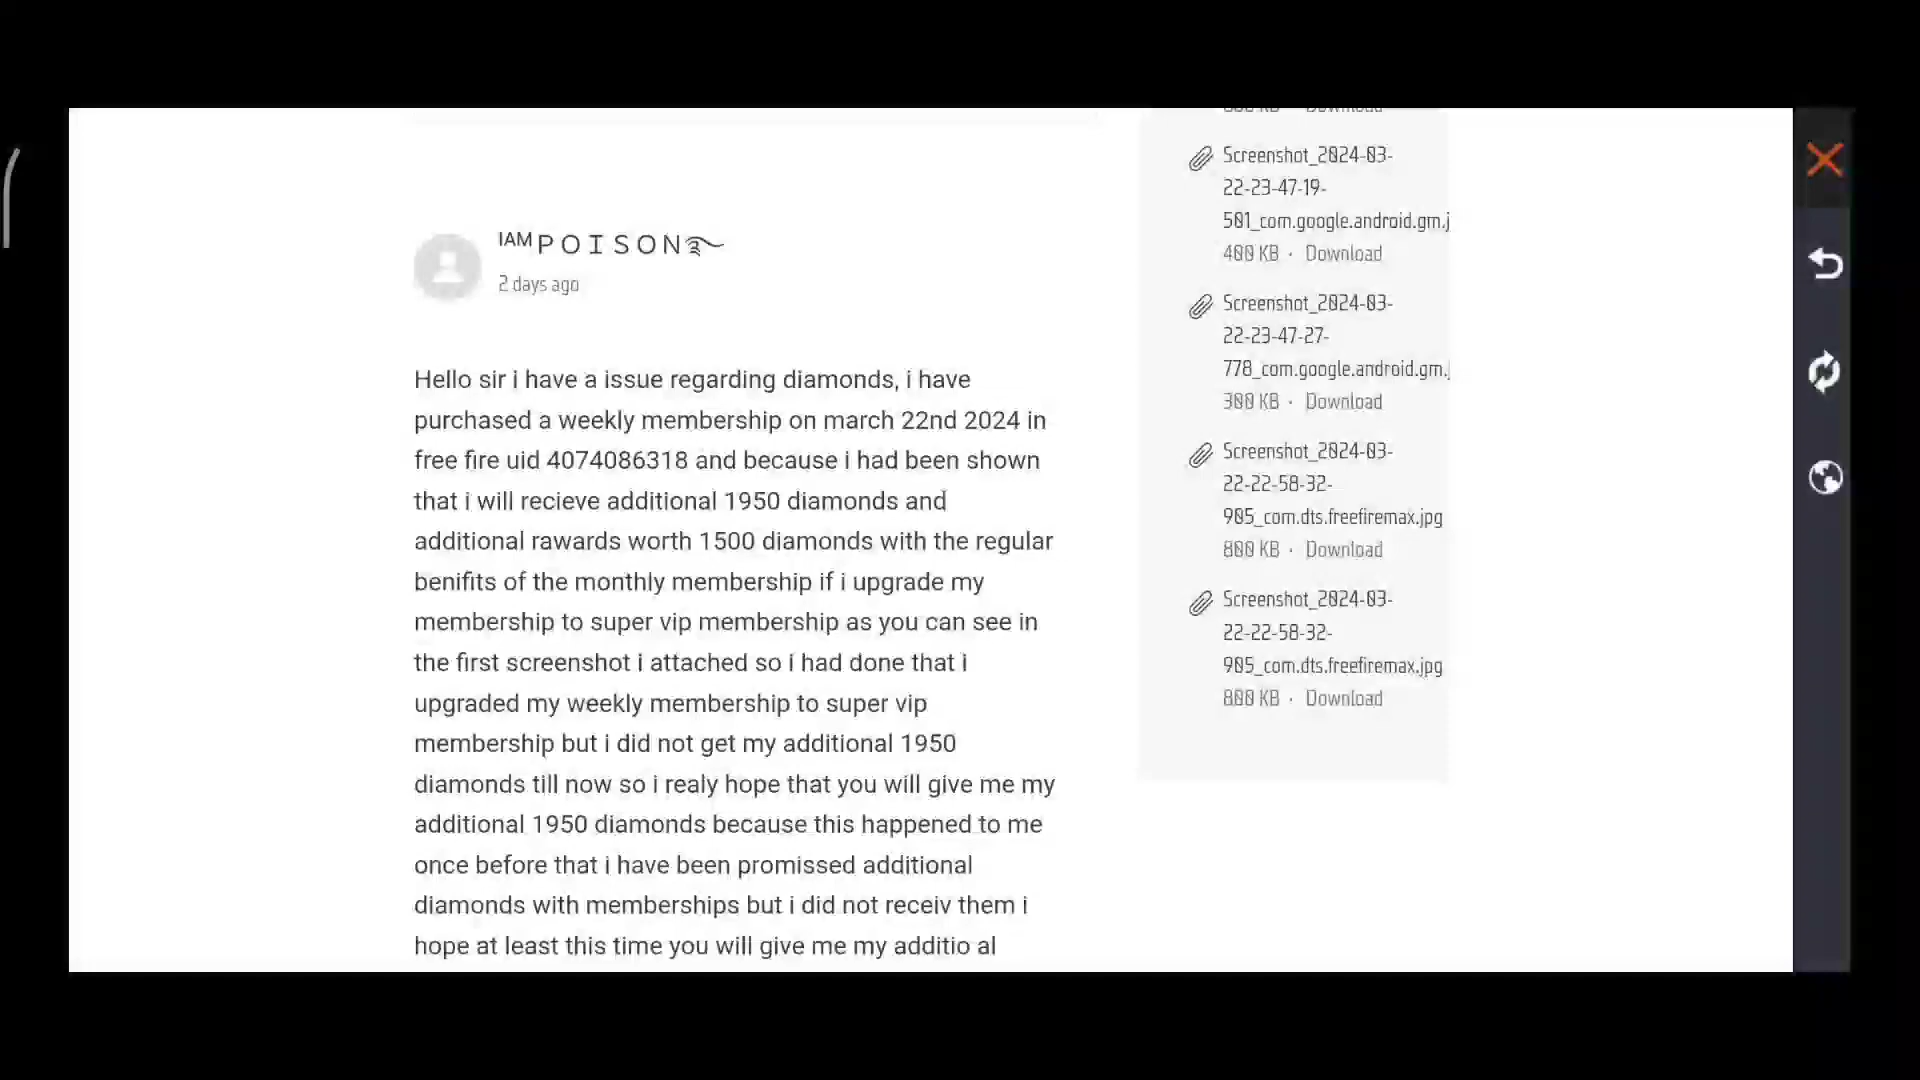 IAM P O I S O N
2 days ago
Hello sir i have a issue regarding diamonds, i have
purchased a weekly membership on march 22nd 2024 in
free fire uid 4074086318 and because i had been shown
that i will recieve additional 1950 diamonds and
additional rawards worth 1500 diamonds with the regular
benifits of the monthly membership if i upgrade my
membership to super vip membership as you can see in
the first screenshot i attached so i had done that i
upgraded my weekly membership to super vip
membership but i did not get my additional 1950
diamonds till now so i realy hope that you will give me my
additional 1950 diamonds because this happened to me
once before that i have been promissed additional
diamonds with memberships but i did not receiv them i
hope at least this time you will give me my additio al
Download
Screenshot_2024-03-
22-23-47-19-
501_com.google.android.gm.j
400 KB · Download
Screenshot_2024-03-
22-23-47-27-
778_com.google.android.gm.j
300 KB · Download
Screenshot_2024-03-
22-22-58-32-
905_com.dts.freefiremax.jpg
800 KB · Download
Screenshot_2024-03-
22-22-58-32-
905_com.dts.freefiremax.jpg
800 KB · Download